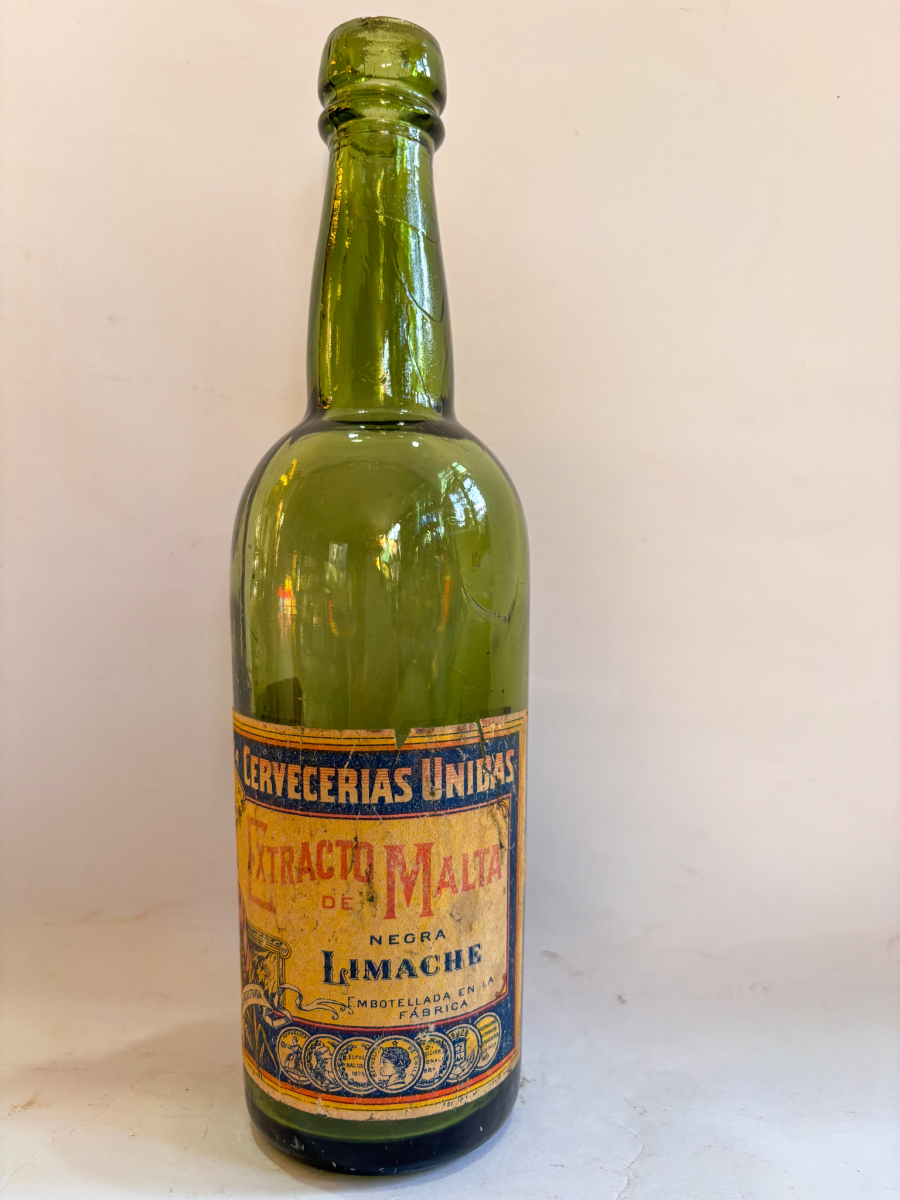 CERVECERIAS UNIDAS
EXTRACTO
DE MALTA
NEGRA
LIMACHE
EMBOTELLADA EN LA
FÁBRICA